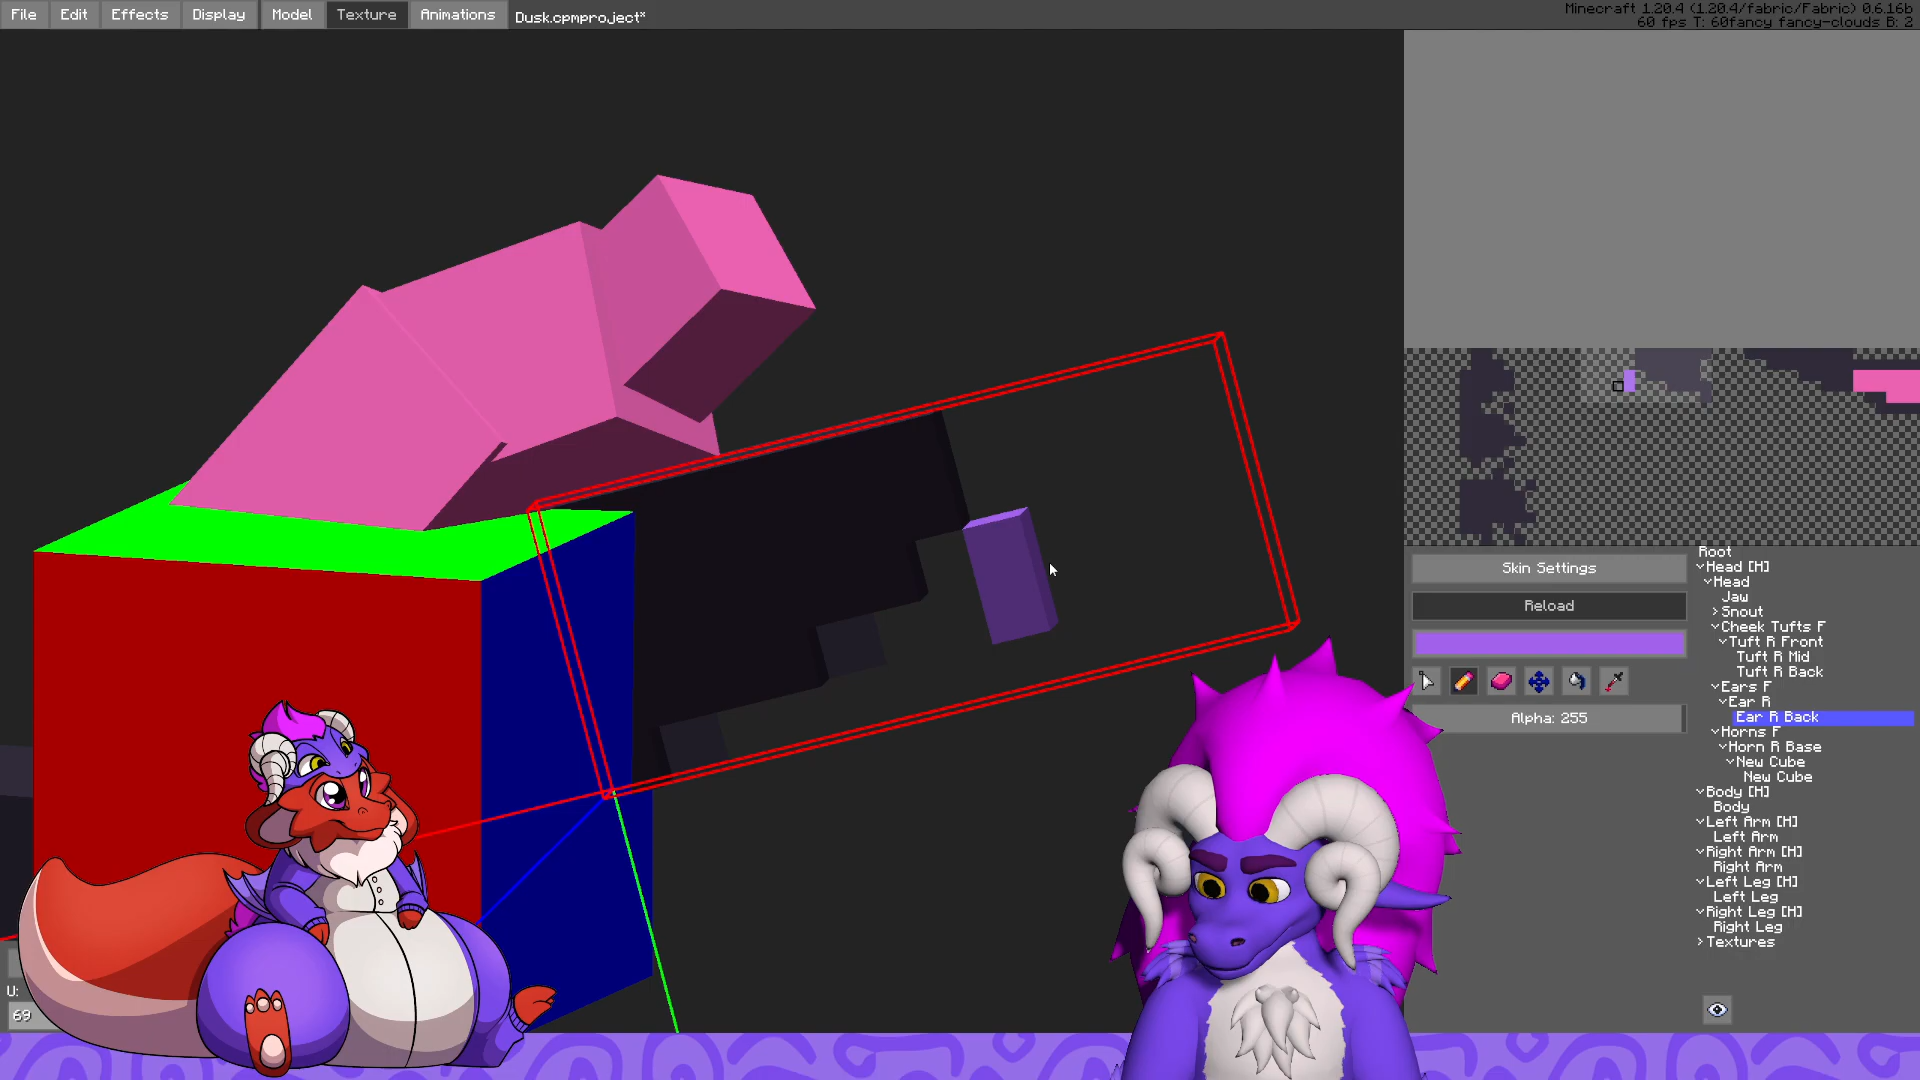 File Edit Effects Display Model Texture Animations Dusk.cpmproject*
Minecraft 1.20.4 (1.20.4/fabric/Fabric) 0.6.16b
60 fps T: 60fancy fancy-clouds B: 2
Skin Settings
Reload
Alpha: 255
Root
Head [H]
Head
Jaw
Snout
Cheek Tufts F
Tuft R Front
Tuft R Mid
Tuft R Back
Ears F
Ear R
Ear R Back
Horns F
Horn R Base
New Cube
New Cube
Body [H]
Body
Left Arm [H]
Left Arm
Right Arm [H]
Right Arm
Left Leg [H]
Left Leg
Right Leg [H]
Right Leg
Textures
U:
69